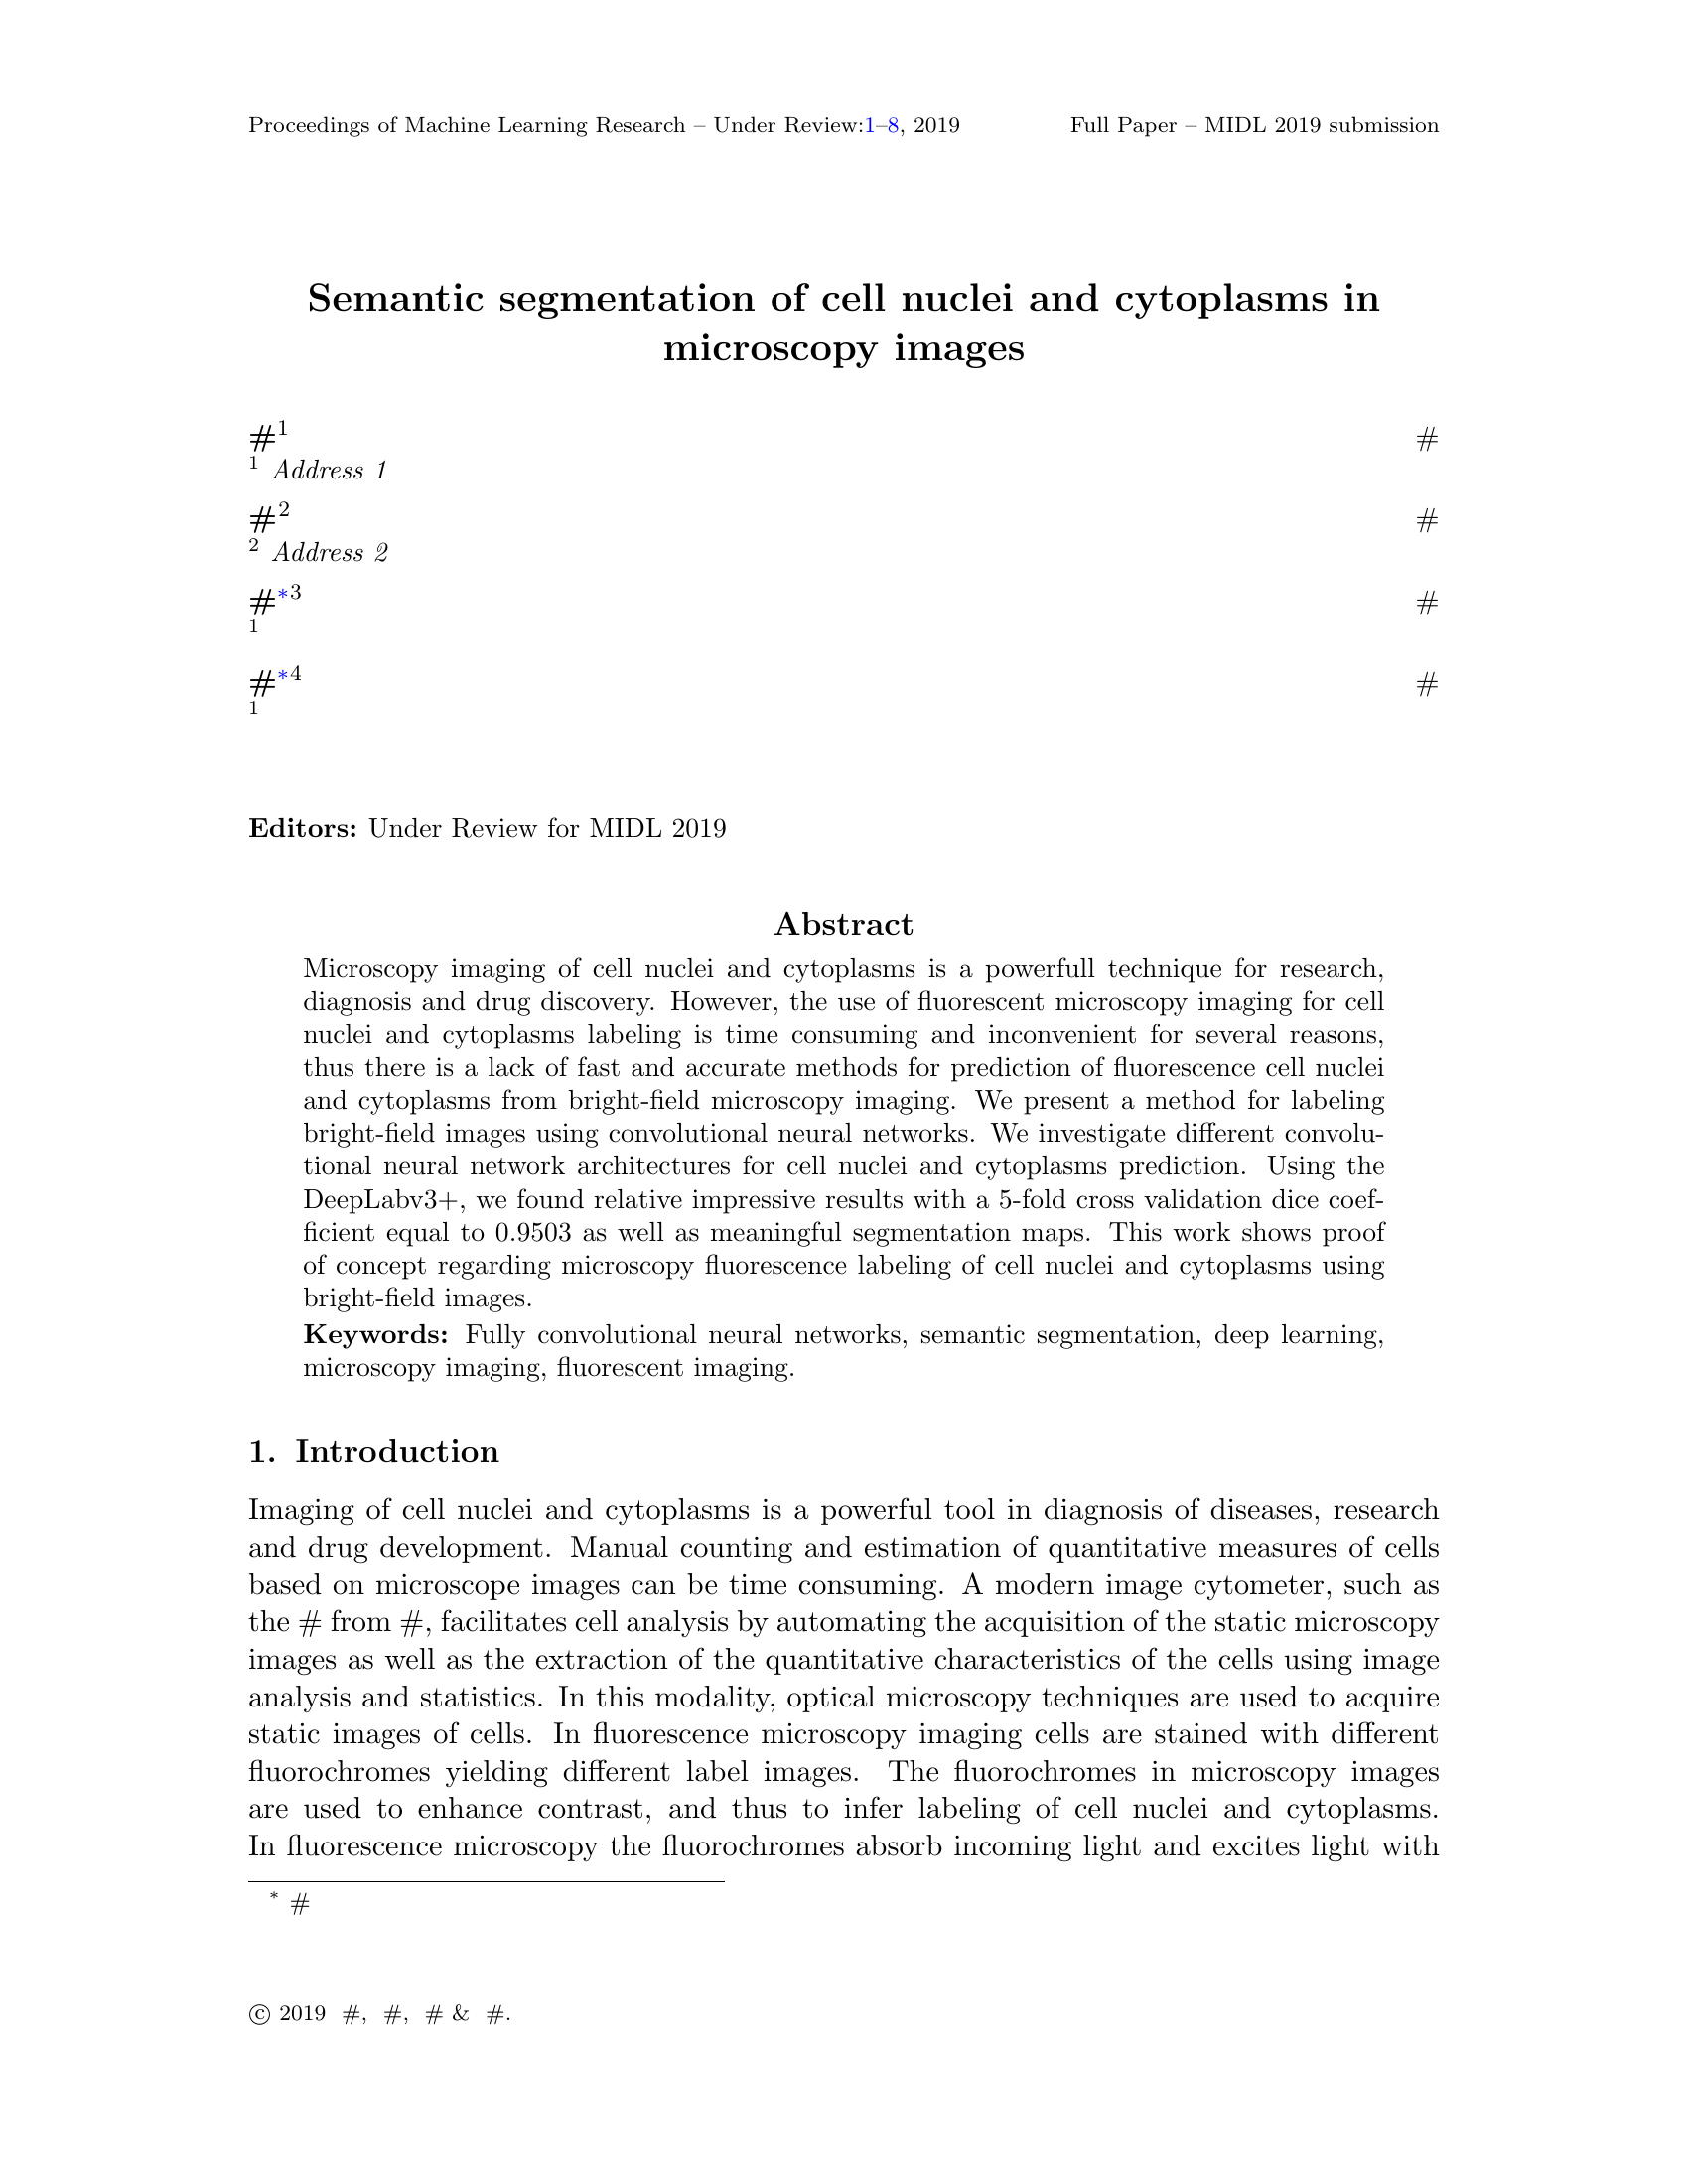 Proceedings of Machine Learning Research – Under Review:1–8, 2019 Full Paper – MIDL 2019 submission
Semantic segmentation of cell nuclei and cytoplasms in
microscopy images
#1 #
1 Address 1
#2 #
2 Address 2
#*3 #
1
#*4 #
1
Editors: Under Review for MIDL 2019
Abstract
Microscopy imaging of cell nuclei and cytoplasms is a powerfull technique for research,
diagnosis and drug discovery. However, the use of fluorescent microscopy imaging for cell
nuclei and cytoplasms labeling is time consuming and inconvenient for several reasons,
thus there is a lack of fast and accurate methods for prediction of fluorescence cell nuclei
and cytoplasms from bright-field microscopy imaging. We present a method for labeling
bright-field images using convolutional neural networks. We investigate different convolu-
tional neural network architectures for cell nuclei and cytoplasms prediction. Using the
DeepLabv3+, we found relative impressive results with a 5-fold cross validation dice coef-
ficient equal to 0.9503 as well as meaningful segmentation maps. This work shows proof
of concept regarding microscopy fluorescence labeling of cell nuclei and cytoplasms using
bright-field images.
Keywords: Fully convolutional neural networks, semantic segmentation, deep learning,
microscopy imaging, fluorescent imaging.
1. Introduction
Imaging of cell nuclei and cytoplasms is a powerful tool in diagnosis of diseases, research
and drug development. Manual counting and estimation of quantitative measures of cells
based on microscope images can be time consuming. A modern image cytometer, such as
the # from #, facilitates cell analysis by automating the acquisition of the static microscopy
images as well as the extraction of the quantitative characteristics of the cells using image
analysis and statistics. In this modality, optical microscopy techniques are used to acquire
static images of cells. In fluorescence microscopy imaging cells are stained with different
fluorochromes yielding different label images. The fluorochromes in microscopy images
are used to enhance contrast, and thus to infer labeling of cell nuclei and cytoplasms.
In fluorescence microscopy the fluorochromes absorb incoming light and excites light with
* #
© 2019 #, #, # & #.